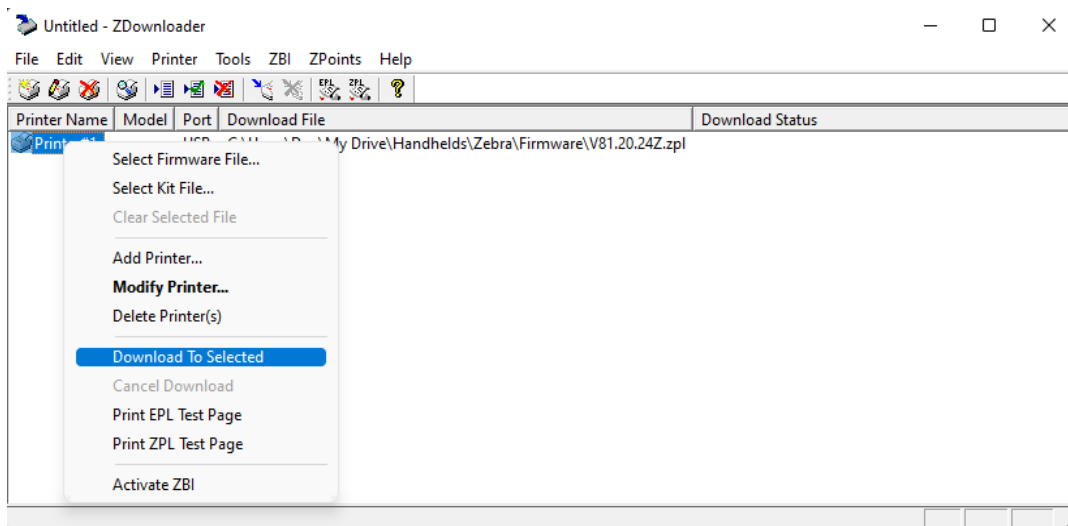 Untitled - ZDownloader
File Edit View Printer Tools ZBI ZPoints Help
EPL ZPL ?
Printer Name Model Port Download File Download Status
My Drive\Handhelds\Zebra\Firmware\V81.20.24Z.zpl
Select Firmware File...
Select Kit File...
Clear Selected File
Add Printer...
Modify Printer...
Delete Printer(s)
Download To Selected
Cancel Download
Print EPL Test Page
Print ZPL Test Page
Activate ZBI